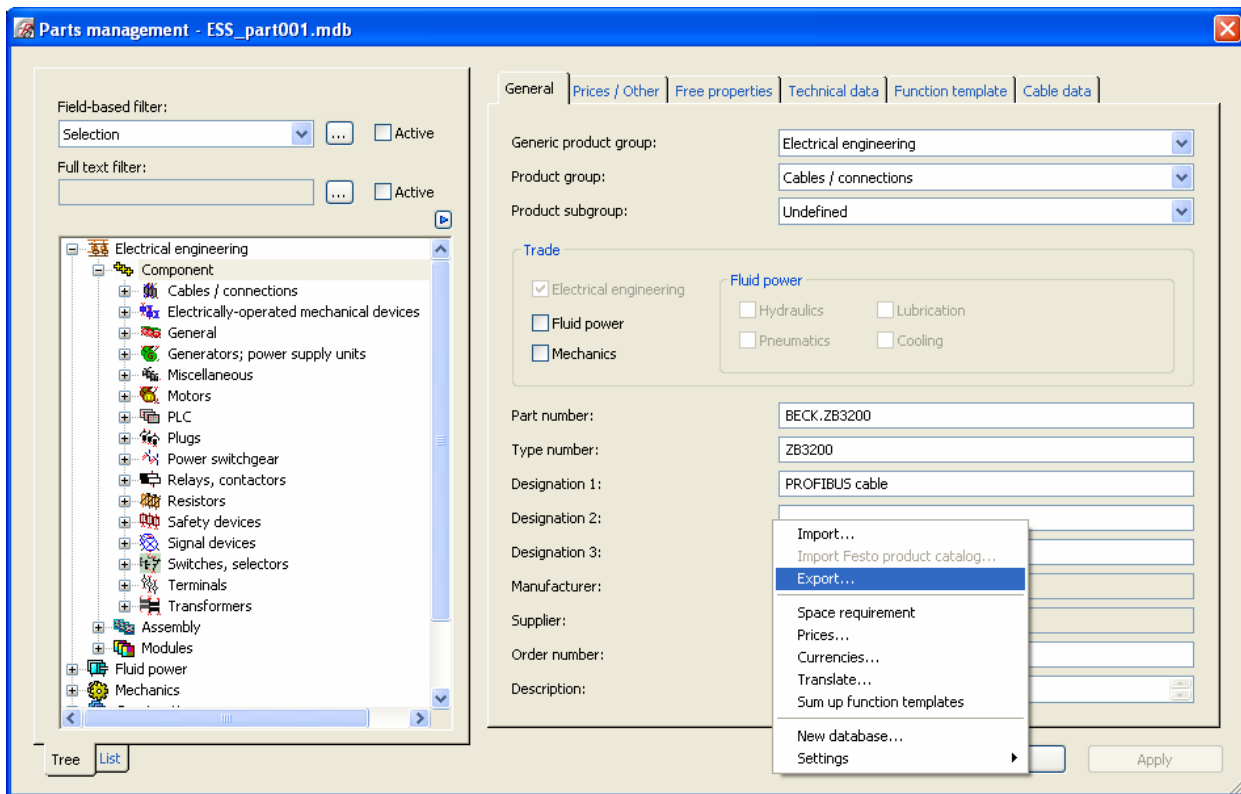 Parts management - ESS_part001.mdb
Field-based filter:
Selection
...
Active
Full text filter:
...
Active
Electrical engineering
Component
Cables / connections
Electrically-operated mechanical devices
General
Generators; power supply units
Miscellaneous
Motors
PLC
Plugs
Power switchgear
Relays, contactors
Resistors
Safety devices
Signal devices
Switches, selectors
Terminals
Transformers
Assembly
Modules
Fluid power
Mechanics
Tree
List
General
Prices / Other
Free properties
Technical data
Function template
Cable data
Generic product group:
Electrical engineering
Product group:
Cables / connections
Product subgroup:
Undefined
Trade
Electrical engineering
Fluid power
Mechanics
Fluid power
Hydraulics
Lubrication
Pneumatics
Cooling
Part number:
BECK.ZB3200
Type number:
ZB3200
Designation 1:
PROFIBUS cable
Designation 2:
Designation 3:
Manufacturer:
Supplier:
Order number:
Description:
Import...
Import Festo product catalog...
Export...
Space requirement
Prices...
Currencies...
Translate...
Sum up function templates
New database...
Settings
Apply